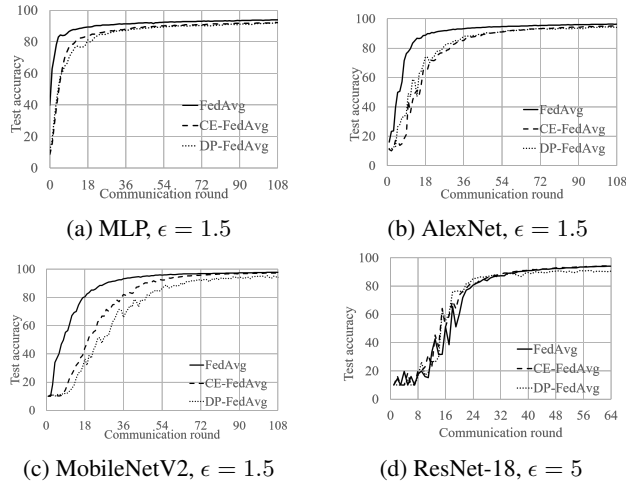 100
80
60
40
20
0
Test accuracy
FedAvg
CE-FedAvg
DP-FedAvg
0 18 36 54 72 90 108
Communication round
(a) MLP, ϵ = 1.5
100
80
60
40
20
0
Test accuracy
FedAvg
CE-FedAvg
DP-FedAvg
0 18 36 54 72 90 108
Communication round
(b) AlexNet, ϵ = 1.5
100
80
60
40
20
0
Test accuracy
FedAvg
CE-FedAvg
DP-FedAvg
0 18 36 54 72 90 108
Communication round
(c) MobileNetV2, ϵ = 1.5
100
80
60
40
20
0
Test accuracy
FedAvg
CE-FedAvg
DP-FedAvg
0 8 16 24 32 40 48 56 64
Communication round
(d) ResNet-18, ϵ = 5